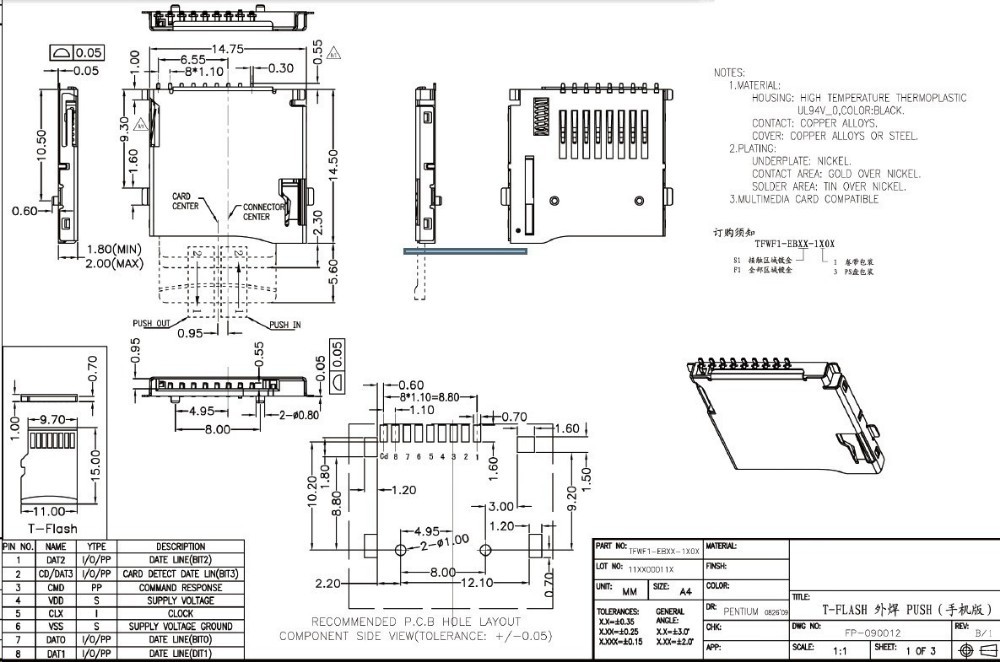 14.75
6.55
8*1.10
0.30
0.55
1.00
0.05
0.05
10.50
9.30
1.60
14.50
2.30
5.60
0.60
1.80(MIN)
2.00(MAX)
CARD
CENTER
CONNECTOR
CENTER
PUSH OUT
PUSH IN
0.95
NOTES:
1.MATERIAL:
HOUSING: HIGH TEMPERATURE THERMOPLASTIC
UL94V_0,COLOR:BLACK.
CONTACT: COPPER ALLOYS.
COVER: COPPER ALLOYS OR STEEL.
2.PLATING:
UNDERPLATE: NICKEL.
CONTACT AREA: GOLD OVER NICKEL.
SOLDER AREA: TIN OVER NICKEL.
3.MULTIMEDIA CARD COMPATIBLE
订购须知
TFWF1-EBXX-1X0X
S1 接触区域镀金
F1 全部区域镀金
1 卷带包装
3 PS盘包装
0.95
0.55
0.05
0.05
4.95
2-ø0.80
8.00
0.70
1.00
9.70
15.00
11.00
T-Flash
0.60
8*1.10=8.80
1.10
0.70
1.60
Cd 8 7 6 5 4 3 2 1
1.80
1.60
1.50
10.20
8.80
1.20
9.20
3.00
1.20
4.95
2-ø1.00
8.00
2.20
12.10
0.70
RECOMMENDED P.C.B HOLE LAYOUT
COMPONENT SIDE VIEW(TOLERANCE: +/-0.05)
PIN NO. NAME YTPE DESCRIPTION
1 DAT2 I/O/PP DATE LINE(BIT2)
2 CD/DAT3 I/O/PP CARD DETECT DATE LIN(BIT3)
3 CMD PP COMMAND RESPONSE
4 VDD S SUPPLY VOLTAGE
5 CLX I CLOCK
6 VSS S SUPPLY VOLTAGE GROUND
7 DAT0 I/O/PP DATE LINE(BIT0)
8 DAT1 I/O/PP DATE LINE(DIT1)
PART NO: TFWF1-EBXX-1X0X
MATERIAL:
LOT NO: 11XX00011X
FINISH:
UNIT: MM
SIZE: A4
COLOR:
TOLERANCES:
X.X=±0.35
X.XX=±0.25
X.XXX=±0.15
GENERAL
ANGLE:
X.X=±3.0°
X.XX=±2.0°
DR: PENTIUM 0826'09
CHK:
APP:
TITLE:
T-FLASH 外焊 PUSH(手机版)
DWG NO: FP-090012
REV: B/1
SCALE: 1:1
SHEET: 1 OF 3